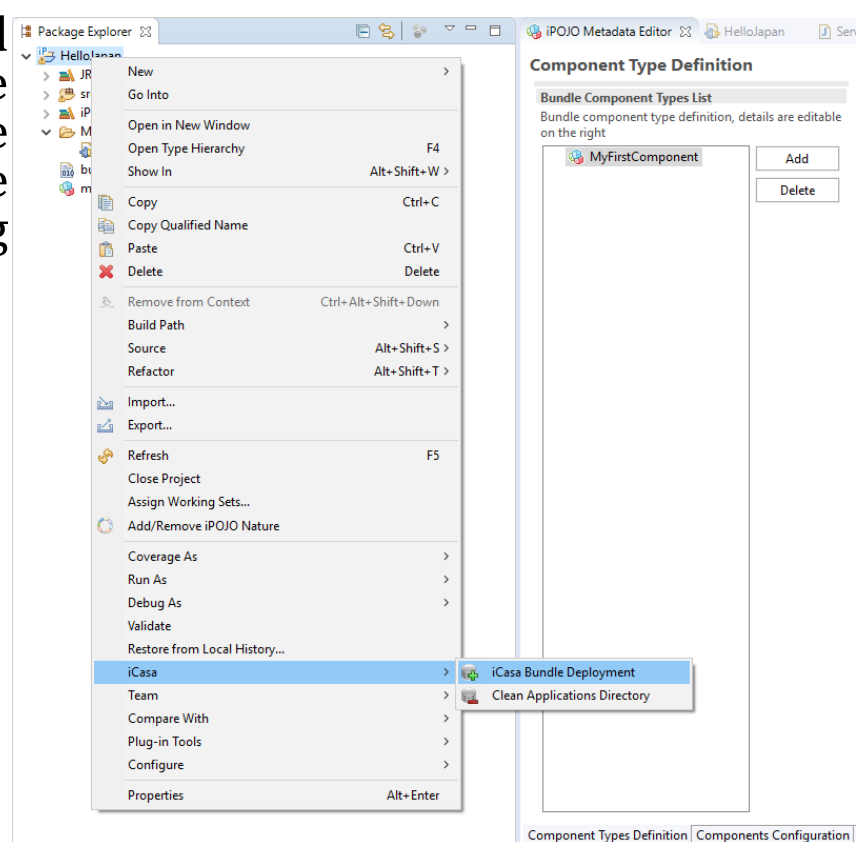 Package Explorer
HelloJapan
JR
sr
iP
M
bu
m
New
Go Into
Open in New Window
Open Type Hierarchy F4
Show In Alt+Shift+W >
Copy Ctrl+C
Copy Qualified Name
Paste Ctrl+V
Delete Delete
Remove from Context Ctrl+Alt+Shift+Down
Build Path
Source Alt+Shift+S >
Refactor Alt+Shift+T >
Import...
Export...
Refresh F5
Close Project
Assign Working Sets...
Add/Remove iPOJO Nature
Coverage As
Run As
Debug As
Validate
Restore from Local History...
iCasa
Team
Compare With
Plug-in Tools
Configure
Properties Alt+Enter
iCasa Bundle Deployment
Clean Applications Directory
iPOJO Metadata Editor HelloJapan Ser
Component Type Definition
Bundle Component Types List
Bundle component type definition, details are editable
on the right
MyFirstComponent
Add
Delete
Component Types Definition Components Configuration